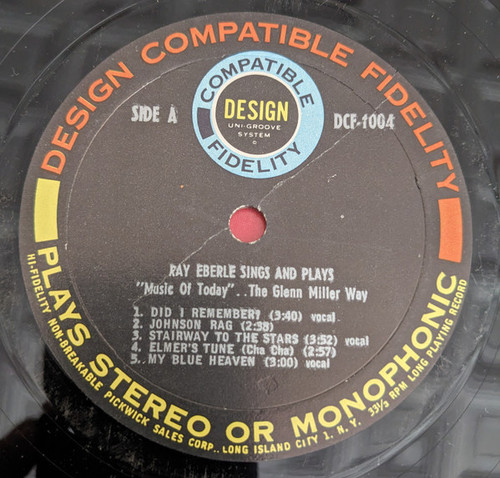 DESIGN COMPATIBLE FIDELITY
COMPATIBLE
DESIGN
UNI-GROOVE
SYSTEM
FIDELITY
SIDE A
DCF-1004
RAY EBERLE SINGS AND PLAYS
"Music Of Today"..The Glenn Miller Way
1. DID I REMEMBER? (3:40) vocal
2. JOHNSON RAG (2:38)
3. STAIRWAY TO THE STARS (3:52) vocal
4. ELMER'S TUNE (Cha Cha) (2:57)
5. MY BLUE HEAVEN (3:00) vocal
PLAYS STEREO OR MONOPHONIC
HI-FIDELITY NON-BREAKABLE PICKWICK SALES CORP., LONG ISLAND CITY 1, N.Y. 33⅓ RPM LONG PLAYING RECORD